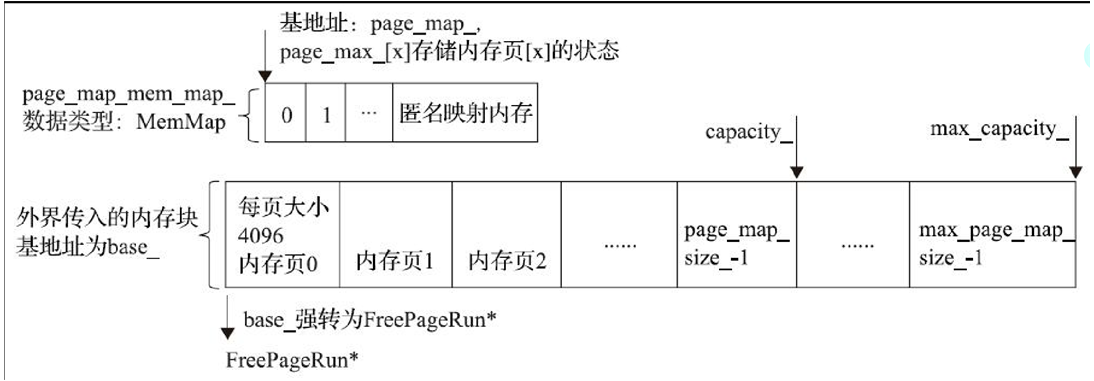 基地址：page_map_,
page_max_[x]存储内存页[x]的状态
page_map_mem_map_
数据类型：MemMap
0 1 ... 匿名映射内存
capacity_ max_capacity_
外界传入的内存块
基地址为base_
每页大小
4096
内存页0
内存页1
内存页2
......
page_map_
size_-1
......
max_page_map_
size_-1
base_强转为FreePageRun*
FreePageRun*